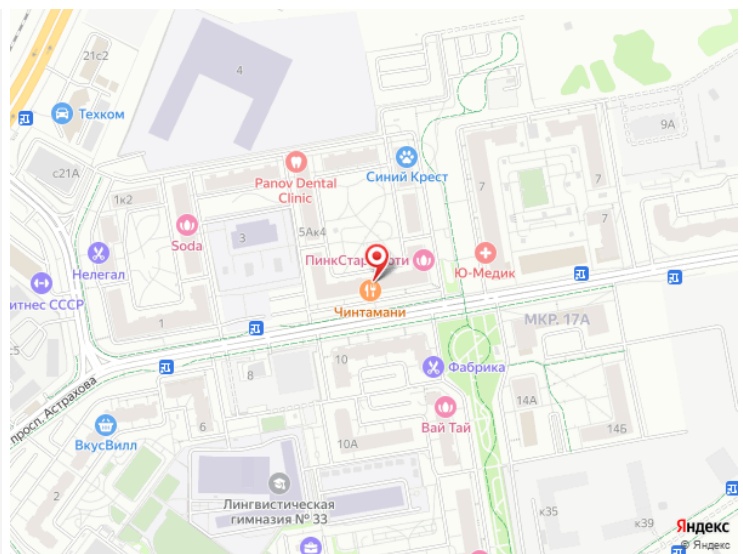 21с2
4
Техком
9А
с21А
Синий Крест
Panov Dental
Clinic
1к2
7
7
7
5Ак4
Soda
3
Нелегал
ПинкСтар
Ю-Медик
итнес СССР
Чинтамани
1
МКР. 17А
10
8
Фабрика
просп. Астрахова
14А
Вай Тай
6
14Б
ВкусВилл
10А
2
Лингвистическая
гимназия № 33
к35
к39
Яндекс
© Яндекс